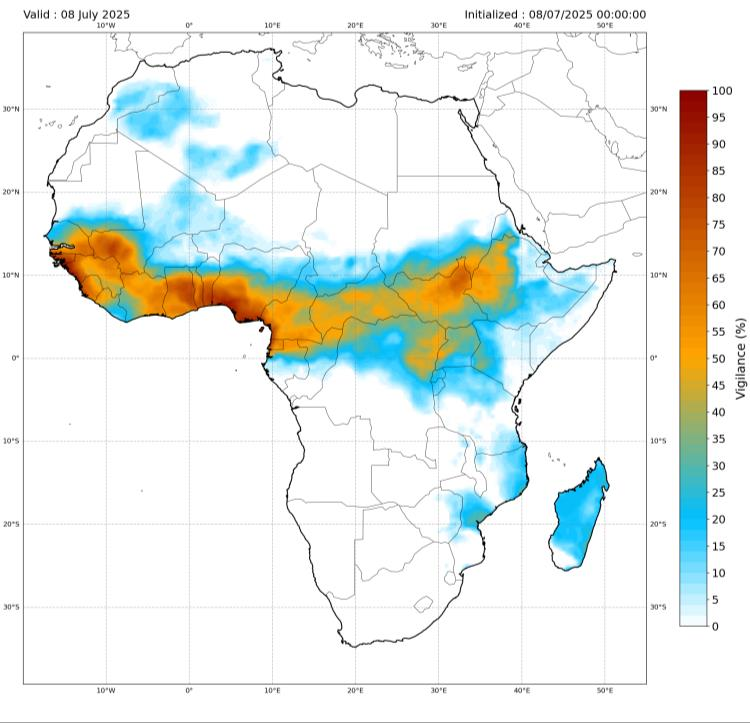 Valid : 08 July 2025
Initialized : 08/07/2025 00:00:00
10°W 0° 10°E 20°E 30°E 40°E 50°E
30°N 30°N
20°N 20°N
10°N 10°N
0° 0°
10°S 10°S
20°S 20°S
30°S 30°S
10°W 0° 10°E 20°E 30°E 40°E 50°E
100
95
90
85
80
75
70
65
60
55
50
45
40
35
30
25
20
15
10
5
0
Vigilance (%)